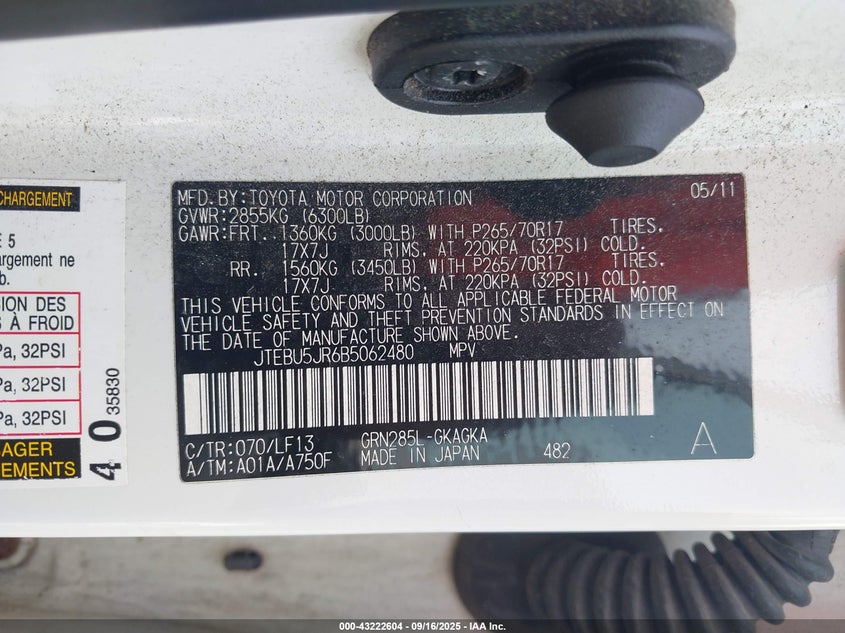 CHARGEMENT
E 5
argement ne
b.
ION DES
À FROID
Pa, 32PSI
Pa, 32PSI
Pa, 32PSI
AGER
EMENTS
40 35830
MFD. BY: TOYOTA MOTOR CORPORATION 05/11
GVWR: 2855KG (6300LB)
GAWR: FRT. 1360KG (3000LB) WITH P265/70R17 TIRES.
17X7J RIMS, AT 220KPA (32PSI) COLD.
RR. 1560KG (3450LB) WITH P265/70R17 TIRES.
17X7J RIMS, AT 220KPA (32PSI) COLD.
THIS VEHICLE CONFORMS TO ALL APPLICABLE FEDERAL MOTOR
VEHICLE SAFETY AND THEFT PREVENTION STANDARDS IN EFFECT ON
THE DATE OF MANUFACTURE SHOWN ABOVE.
JTEBU5JR6B5062480 MPV
C/TR: 070/LF13 GRN285L-GKAGKA
A/TM: A01A/A750F MADE IN JAPAN 482 A
000-43222604 - 09/16/2025 - IAA Inc.